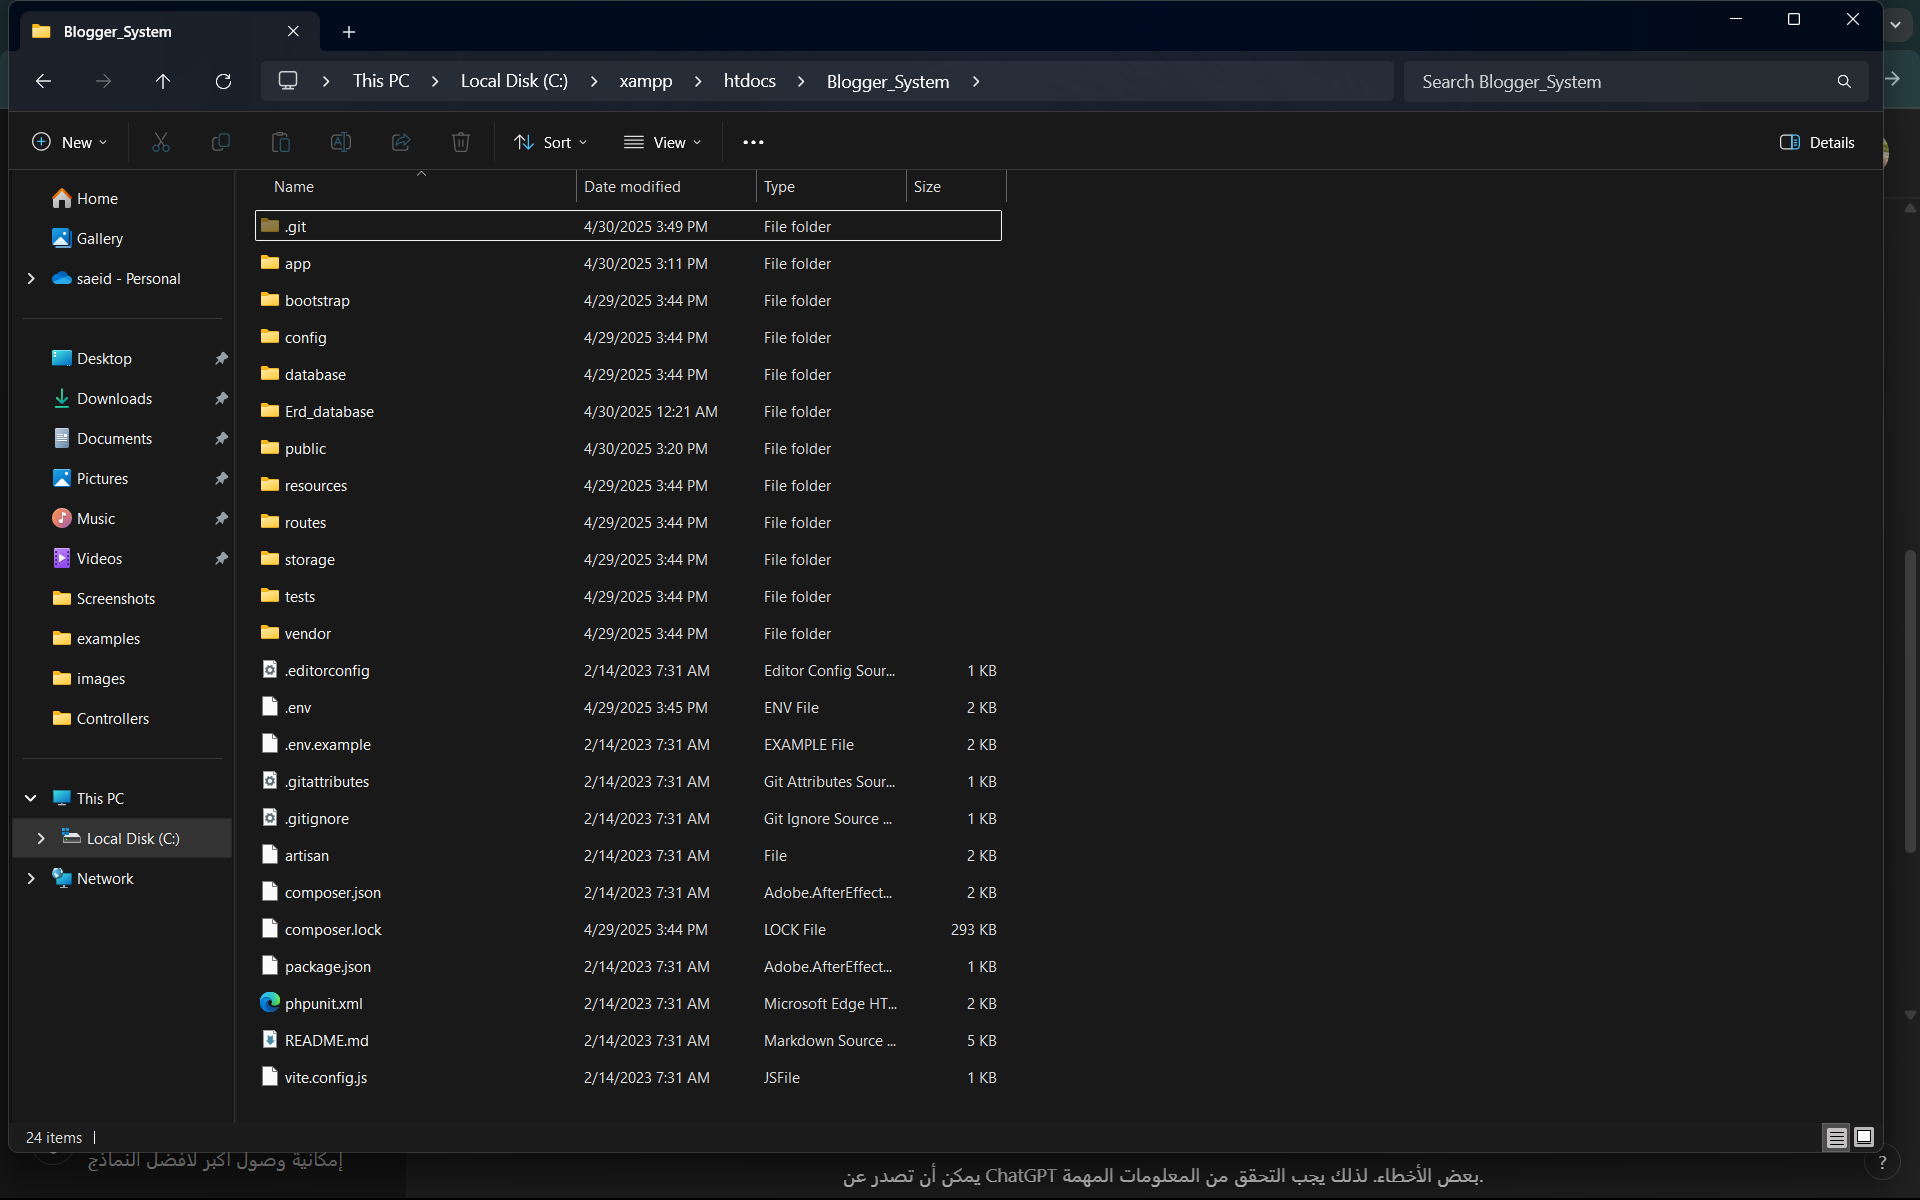 Blogger_System
This PC
Local Disk (C:)
xampp
htdocs
Blogger_System
Search Blogger_System
New
Sort
View
Details
Home
Gallery
saeid - Personal
Desktop
Downloads
Documents
Pictures
Music
Videos
Screenshots
examples
images
Controllers
This PC
Local Disk (C:)
Network
Name Date modified Type Size
.git 4/30/2025 3:49 PM File folder
app 4/30/2025 3:11 PM File folder
bootstrap 4/29/2025 3:44 PM File folder
config 4/29/2025 3:44 PM File folder
database 4/29/2025 3:44 PM File folder
Erd_database 4/30/2025 12:21 AM File folder
public 4/30/2025 3:20 PM File folder
resources 4/29/2025 3:44 PM File folder
routes 4/29/2025 3:44 PM File folder
storage 4/29/2025 3:44 PM File folder
tests 4/29/2025 3:44 PM File folder
vendor 4/29/2025 3:44 PM File folder
.editorconfig 2/14/2023 7:31 AM Editor Config Sour... 1 KB
.env 4/29/2025 3:45 PM ENV File 2 KB
.env.example 2/14/2023 7:31 AM EXAMPLE File 2 KB
.gitattributes 2/14/2023 7:31 AM Git Attributes Sour... 1 KB
.gitignore 2/14/2023 7:31 AM Git Ignore Source ... 1 KB
artisan 2/14/2023 7:31 AM File 2 KB
composer.json 2/14/2023 7:31 AM Adobe.AfterEffect... 2 KB
composer.lock 4/29/2025 3:44 PM LOCK File 293 KB
package.json 2/14/2023 7:31 AM Adobe.AfterEffect... 1 KB
phpunit.xml 2/14/2023 7:31 AM Microsoft Edge HT... 2 KB
README.md 2/14/2023 7:31 AM Markdown Source ... 5 KB
vite.config.js 2/14/2023 7:31 AM JSFile 1 KB
24 items
إمكانية وصول أكبر لأفضل النماذج
يمكن أن تصدر عن ChatGPT بعض الأخطاء. لذلك يجب التحقق من المعلومات المهمة.
?